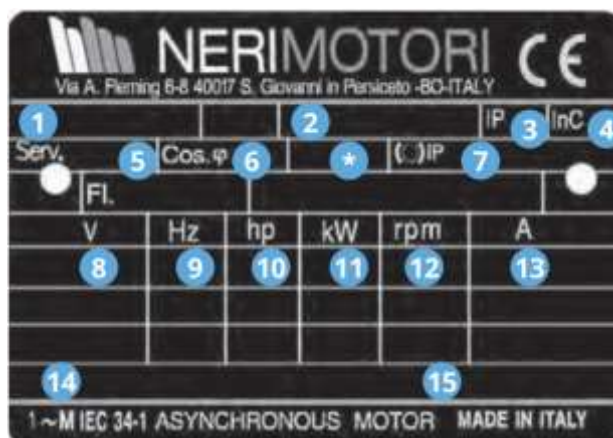 NERIMOTORI CE
Via A. Fleming 6-8 40017 S. Giovanni in Persiceto -BO-ITALY
1 2 IP 3 InC 4
Serv. 5 Cos.φ 6 * ( )IP 7
Fl.
V Hz hp kW rpm A
8 9 10 11 12 13
14 15
1~M IEC 34-1 ASYNCHRONOUS MOTOR MADE IN ITALY